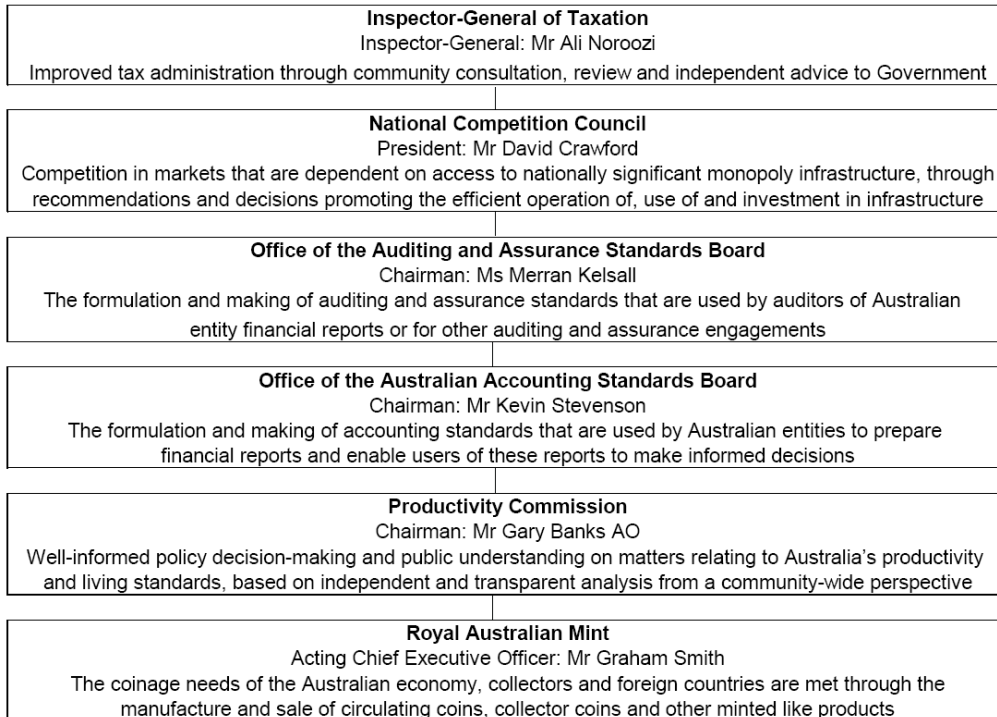 Inspector-General of Taxation
Inspector-General: Mr Ali Noroozi
Improved tax administration through community consultation, review and independent advice to Government
National Competition Council
President: Mr David Crawford
Competition in markets that are dependent on access to nationally significant monopoly infrastructure, through
recommendations and decisions promoting the efficient operation of, use of and investment in infrastructure
Office of the Auditing and Assurance Standards Board
Chairman: Ms Merran Kelsall
The formulation and making of auditing and assurance standards that are used by auditors of Australian
entity financial reports or for other auditing and assurance engagements
Office of the Australian Accounting Standards Board
Chairman: Mr Kevin Stevenson
The formulation and making of accounting standards that are used by Australian entities to prepare
financial reports and enable users of these reports to make informed decisions
Productivity Commission
Chairman: Mr Gary Banks AO
Well-informed policy decision-making and public understanding on matters relating to Australia's productivity
and living standards, based on independent and transparent analysis from a community-wide perspective
Royal Australian Mint
Acting Chief Executive Officer: Mr Graham Smith
The coinage needs of the Australian economy, collectors and foreign countries are met through the
manufacture and sale of circulating coins, collector coins and other minted like products